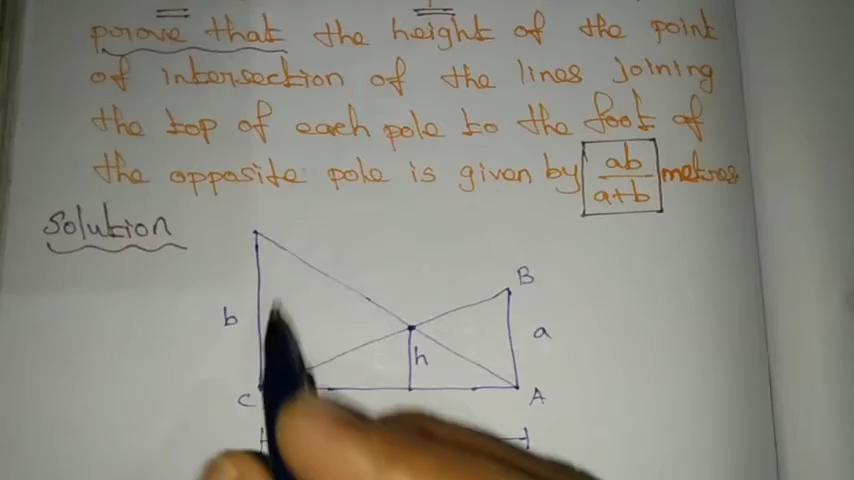 prove that the height of the point
of intersection of the lines joining
the top of each pole to the foot of
the opposite pole is given by ab/a+b metres
Solution
B
b
a
h
C
A